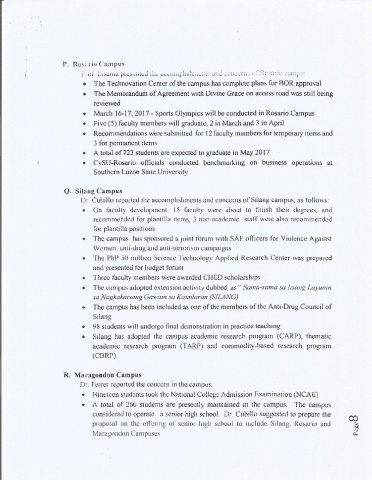 P. Rosario Campus
Prof. presented the accomplishments and concerns of Rosario campus
• The Technovation Center of the campus has complete plans for BOR approval
• The Memorandum of Agreement with Divine Grace on access road was still being
reviewed
• March 16-17, 2017 - Sports Olympics will be conducted in Rosario Campus
• Five (5) faculty members will graduate, 2 in March and 3 in April
• Recommendations were submitted for 12 faculty members for temporary items and
3 for permanent items
• A total of 723 students are expected to graduate in May 2017
• CvSU-Rosario officials conducted benchmarking on business operations at
Southern Luzon State University
Q. Silang Campus
Dr. Cubillo reported the accomplishments and concerns of Silang campus, as follows:
• On faculty development, 15 faculty were about to finish their degrees, and
recommended for plantilla items, 3 non-academic staff were also recommended
for plantilla positions
• The campus has sponsored a joint forum with SAF officers for Violence Against
Women, anti-drug and anti-terrorism campaigns
• The PhP 30 million Science Technology Applied Research Center was prepared
and presented for budget forum
• Three faculty members were awarded CHED scholarships
• The campus adopted extension activity dubbed as " Sama-sama sa Iisang Layunin
sa Nagkakaisang Gawain sa Kaunlaran (SILANG)
• The campus has been included as one of the members of the Anti-Drug Council of
Silang
• 98 students will undergo final demonstration in practice teaching
• Silang has adopted the campus academic research program (CARP), thematic
academic research program (TARP) and commodity-based research program
(CBRP)
R. Maragondon Campus
Dr. Ferrer reported the concern in the campus.
• Nineteen students took the National College Admission Examination (NCAE)
• A total of 260 students are presently maintained in the campus. The campus
considered to operate a senior high school. Dr. Cubillo suggested to prepare the
proposal on the offering of senior high school to include Silang, Rosario and
Maragondon Campuses
Page 8